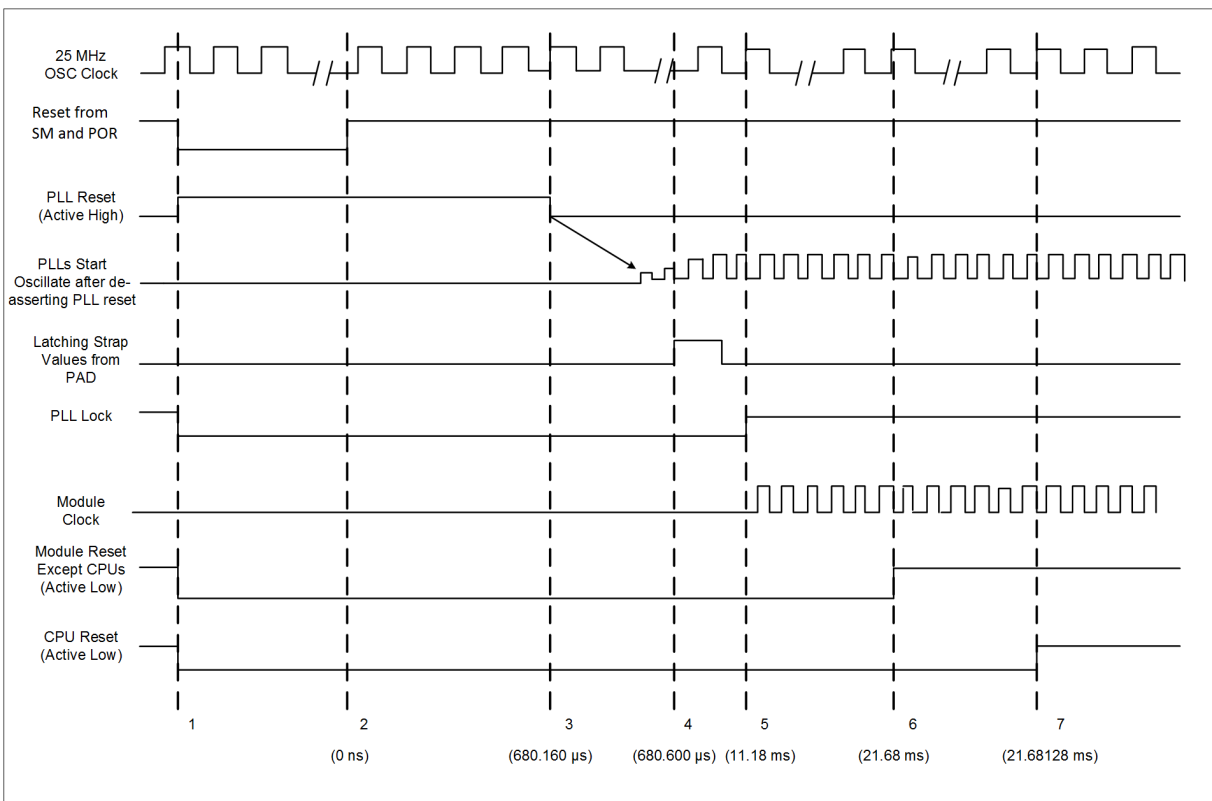 25 MHz
OSC Clock
Reset from
SM and POR
PLL Reset
(Active High)
PLLs Start
Oscillate after de-
asserting PLL reset
Latching Strap
Values from
PAD
PLL Lock
Module
Clock
Module Reset
Except CPUs
(Active Low)
CPU Reset
(Active Low)
1 2 3 4 5 6 7
(0 ns) (680.160 μs) (680.600 μs) (11.18 ms) (21.68 ms) (21.68128 ms)